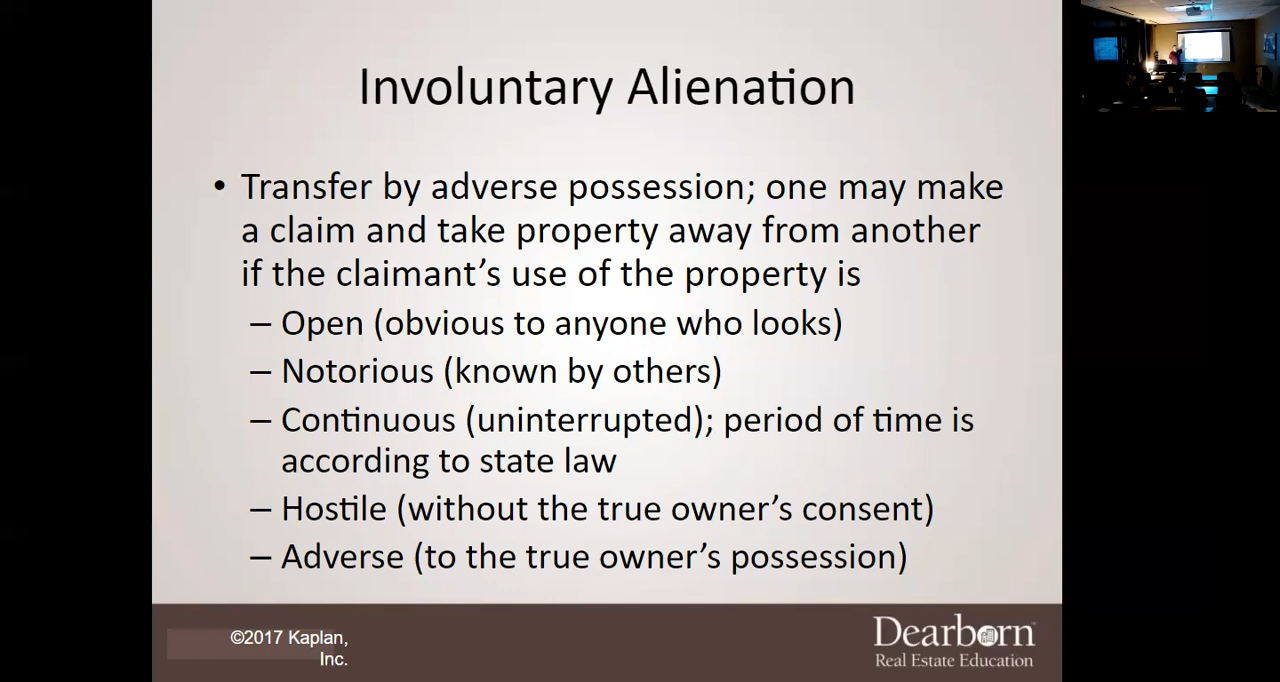 Involuntary Alienation
• Transfer by adverse possession; one may make
a claim and take property away from another
if the claimant's use of the property is
– Open (obvious to anyone who looks)
– Notorious (known by others)
– Continuous (uninterrupted); period of time is
according to state law
– Hostile (without the true owner's consent)
– Adverse (to the true owner's possession)
©2017 Kaplan,
Inc.
Dearborn™
Real Estate Education